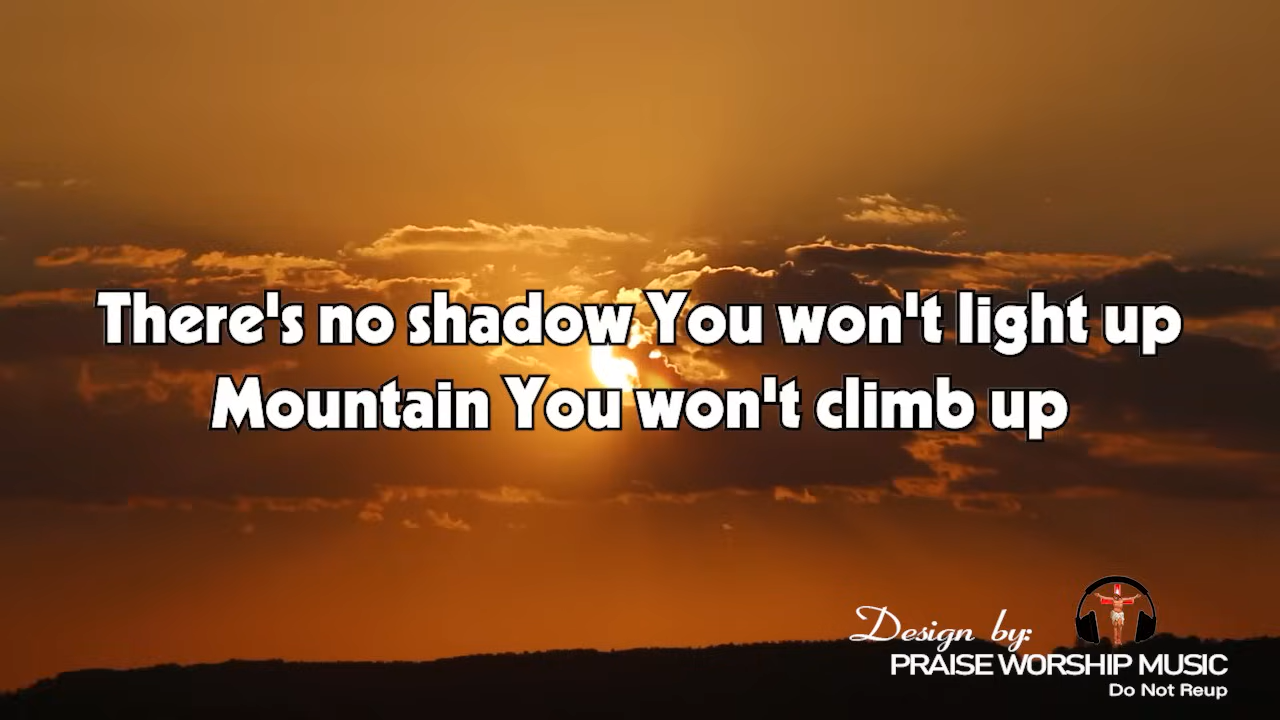 There's no shadow You won't light up
Mountain You won't climb up
Design by:
PRAISE WORSHIP MUSIC
Do Not Reup